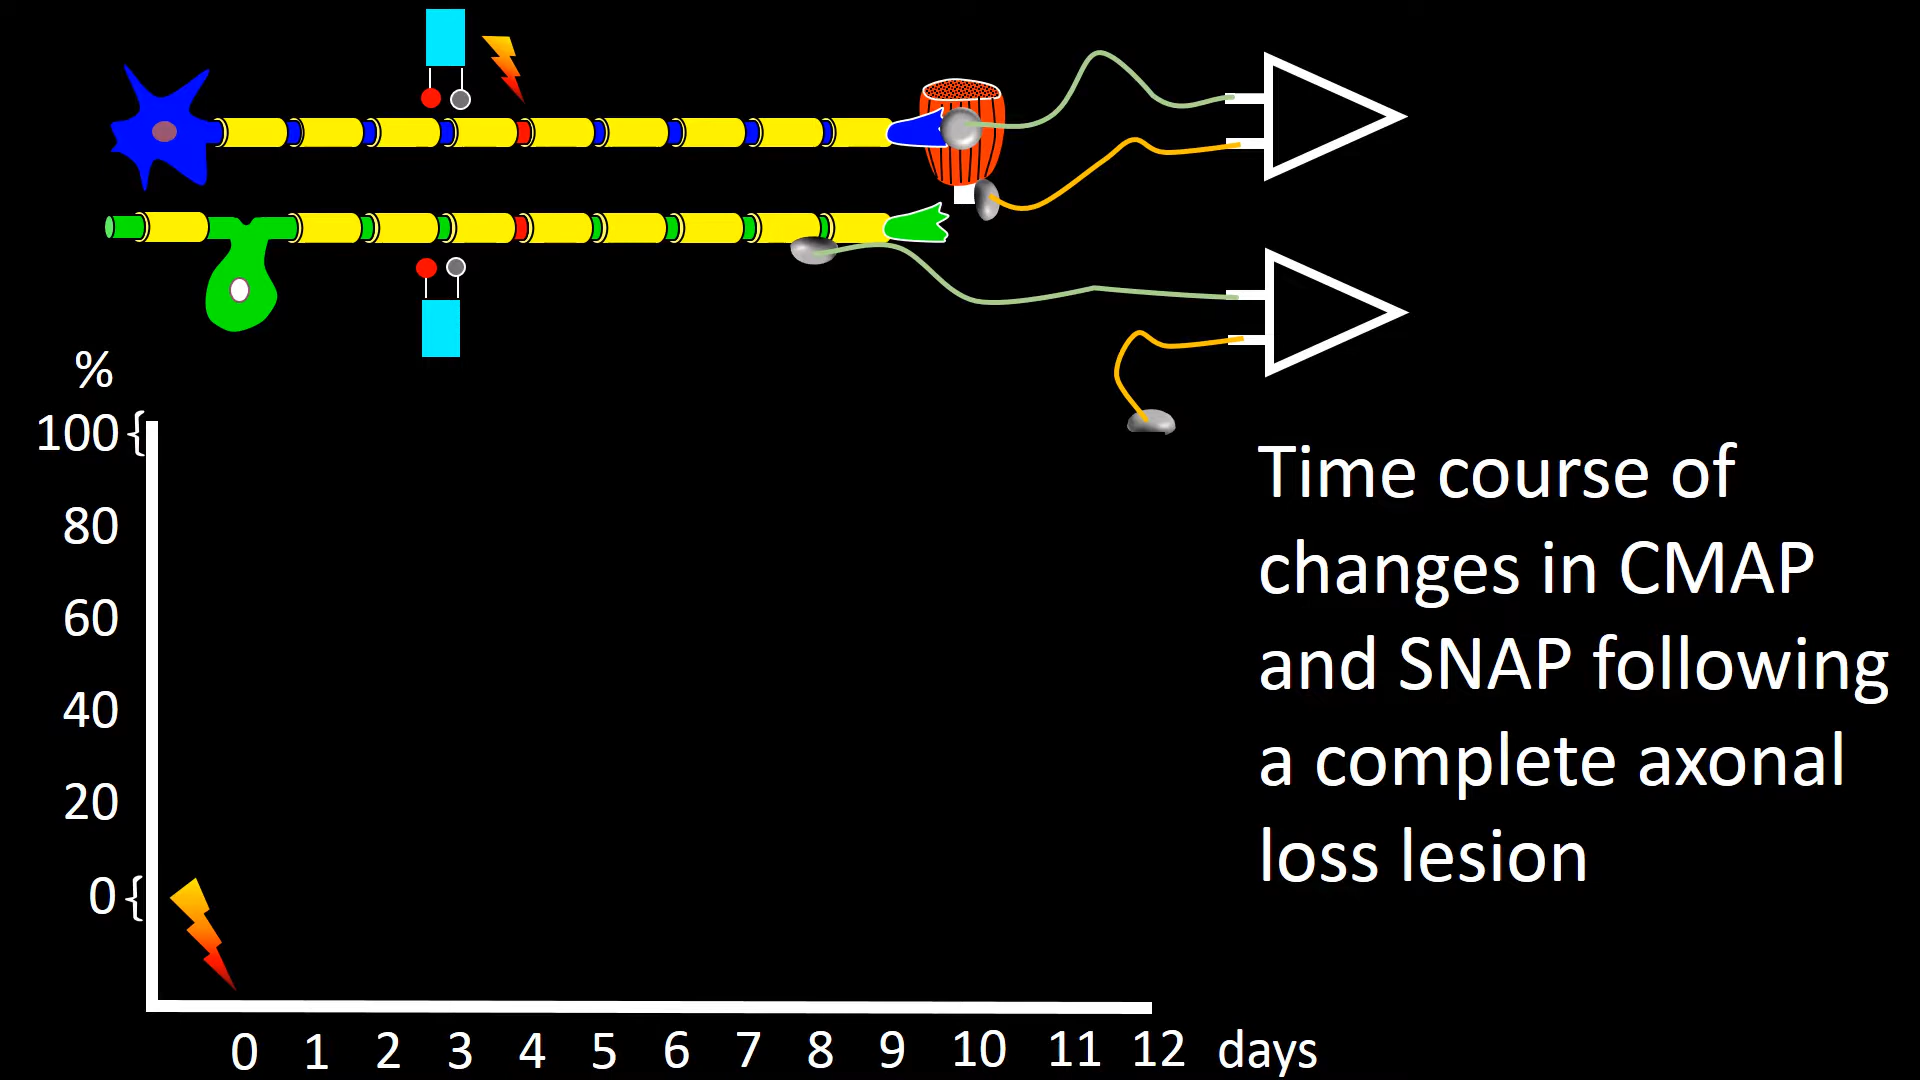 %
100
80
60
40
20
0
0 1 2 3 4 5 6 7 8 9 10 11 12 days
Time course of
changes in CMAP
and SNAP following
a complete axonal
loss lesion